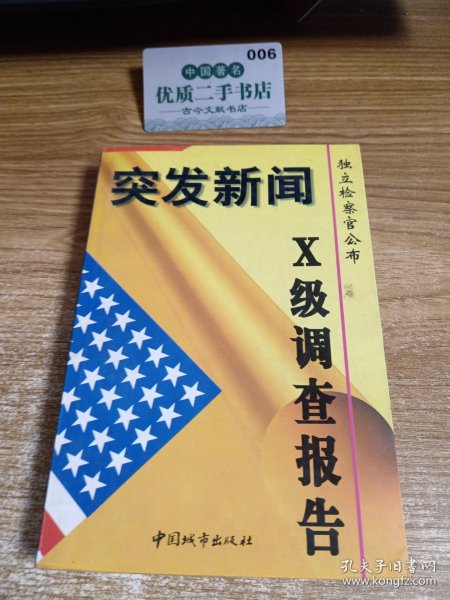 006
中国著名
优质二手书店
古今文献书店
突发新闻
独立检察官公布
X级调查报告
中国城市出版社
孔夫子旧书网
www.kongfz.com